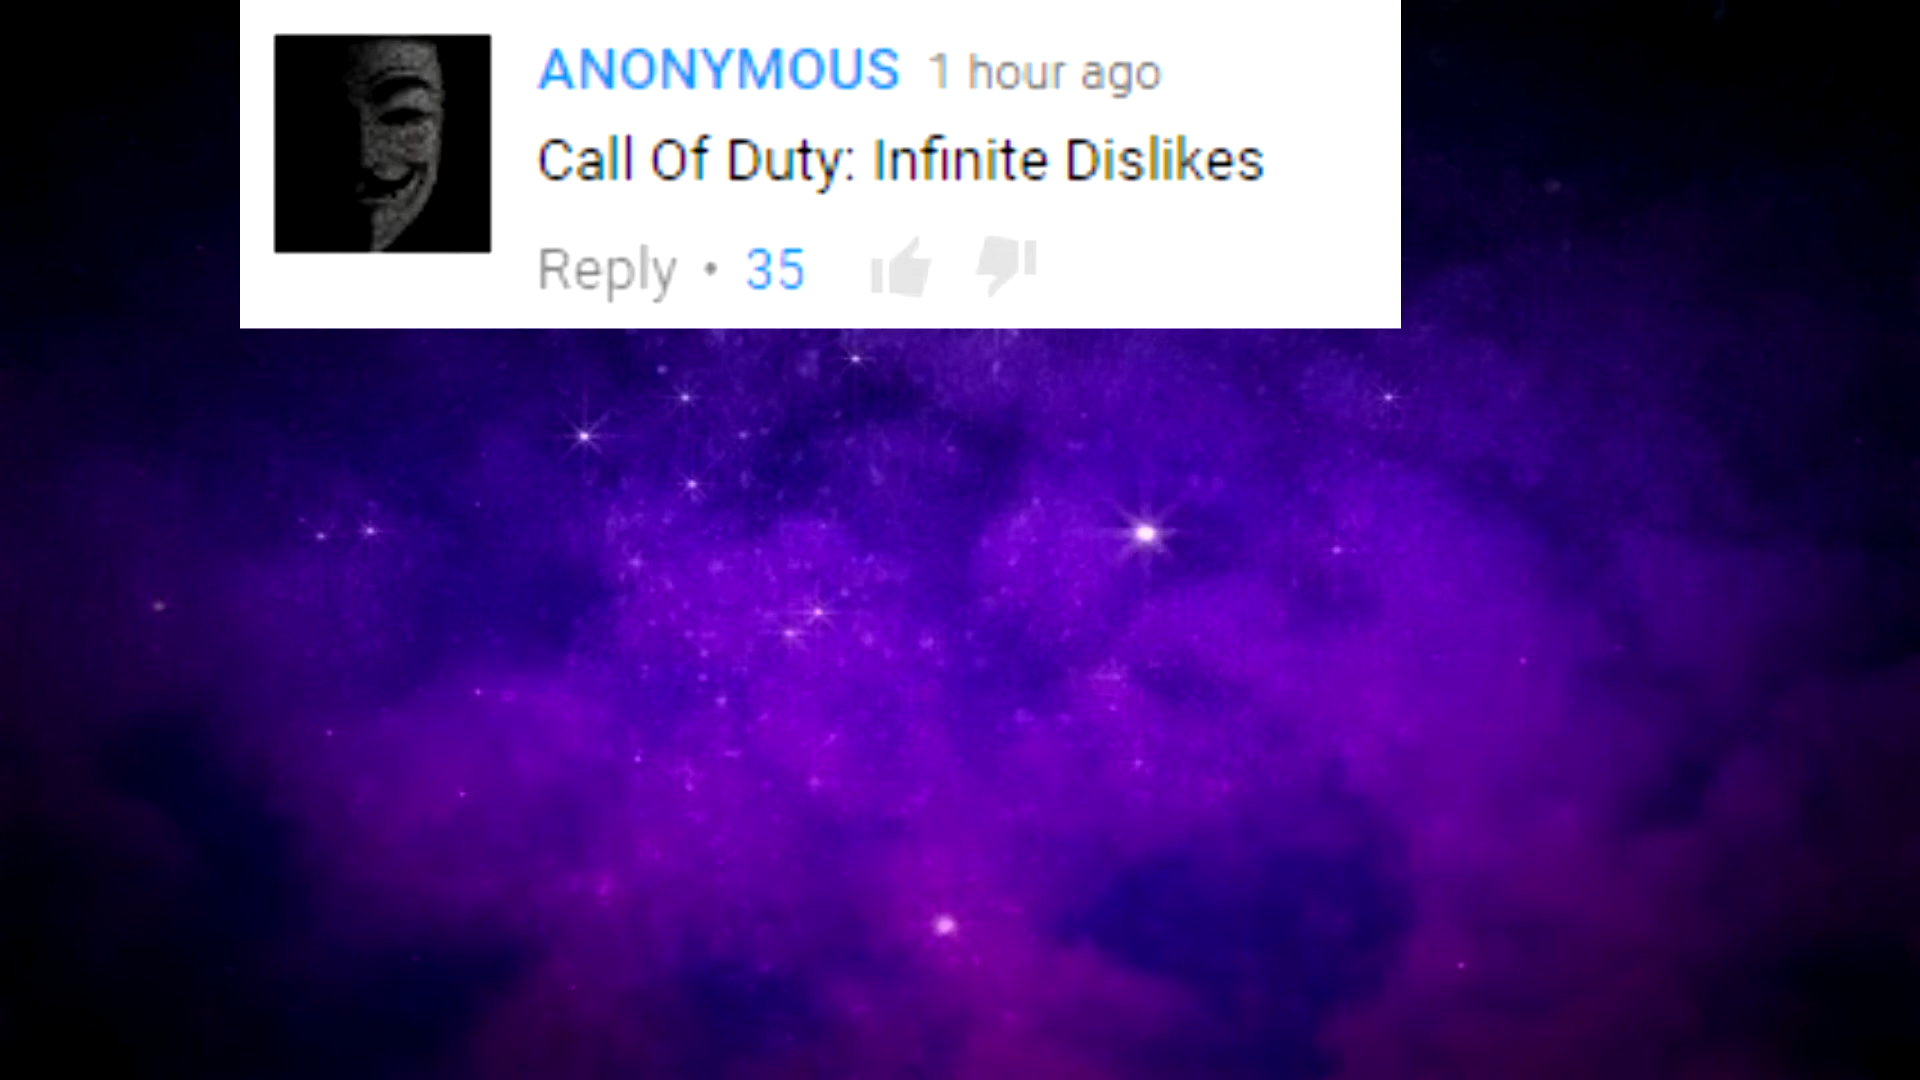 ANONYMOUS 1 hour ago
Call Of Duty: Infinite Dislikes
Reply • 35